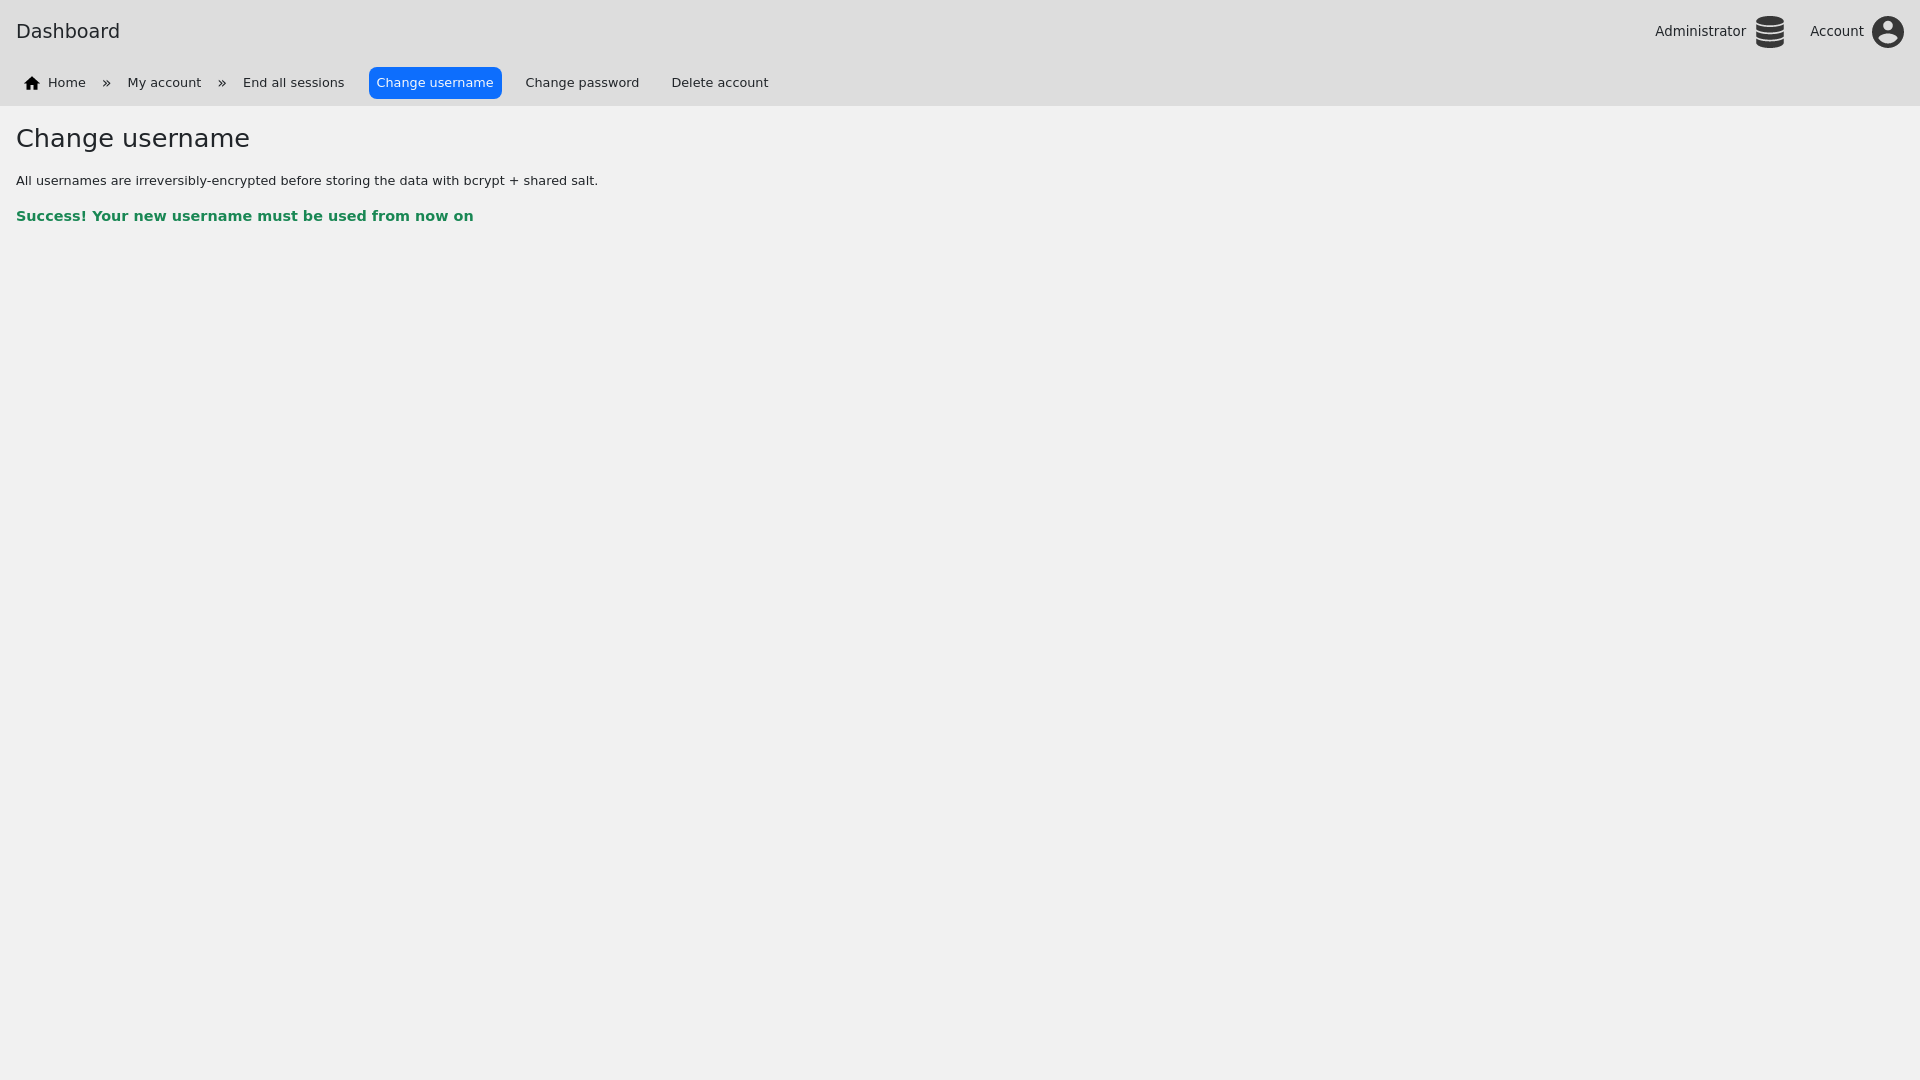 Dashboard
Administrator
Account
Home » My account » End all sessions Change username Change password Delete account
Change username
All usernames are irreversibly-encrypted before storing the data with bcrypt + shared salt.
Success! Your new username must be used from now on